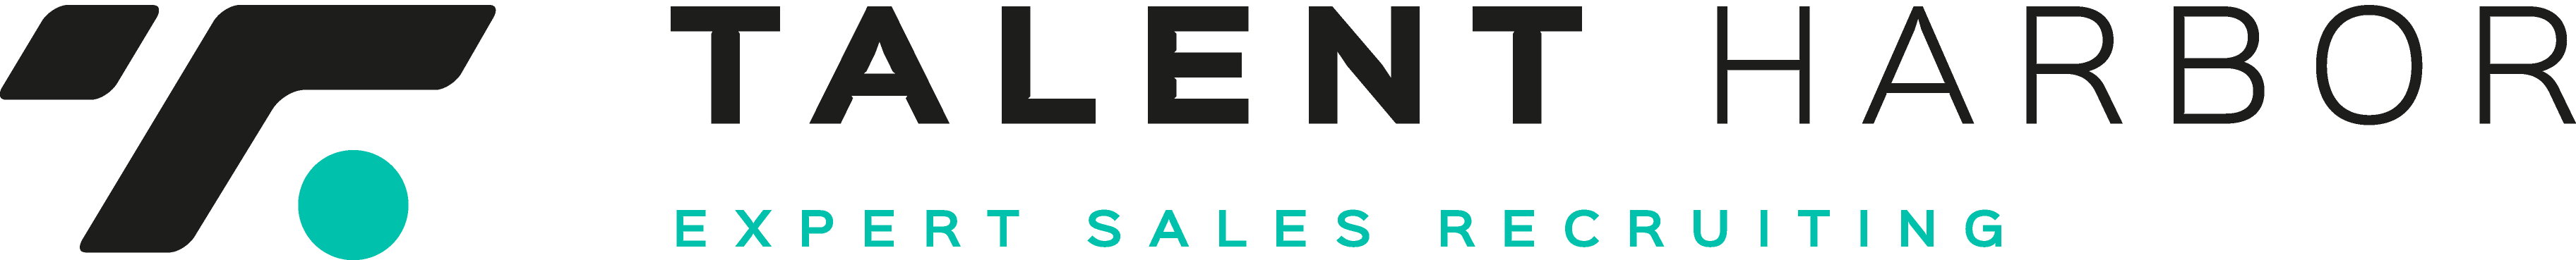 TALENT HARBOR
EXPERT SALES RECRUITING